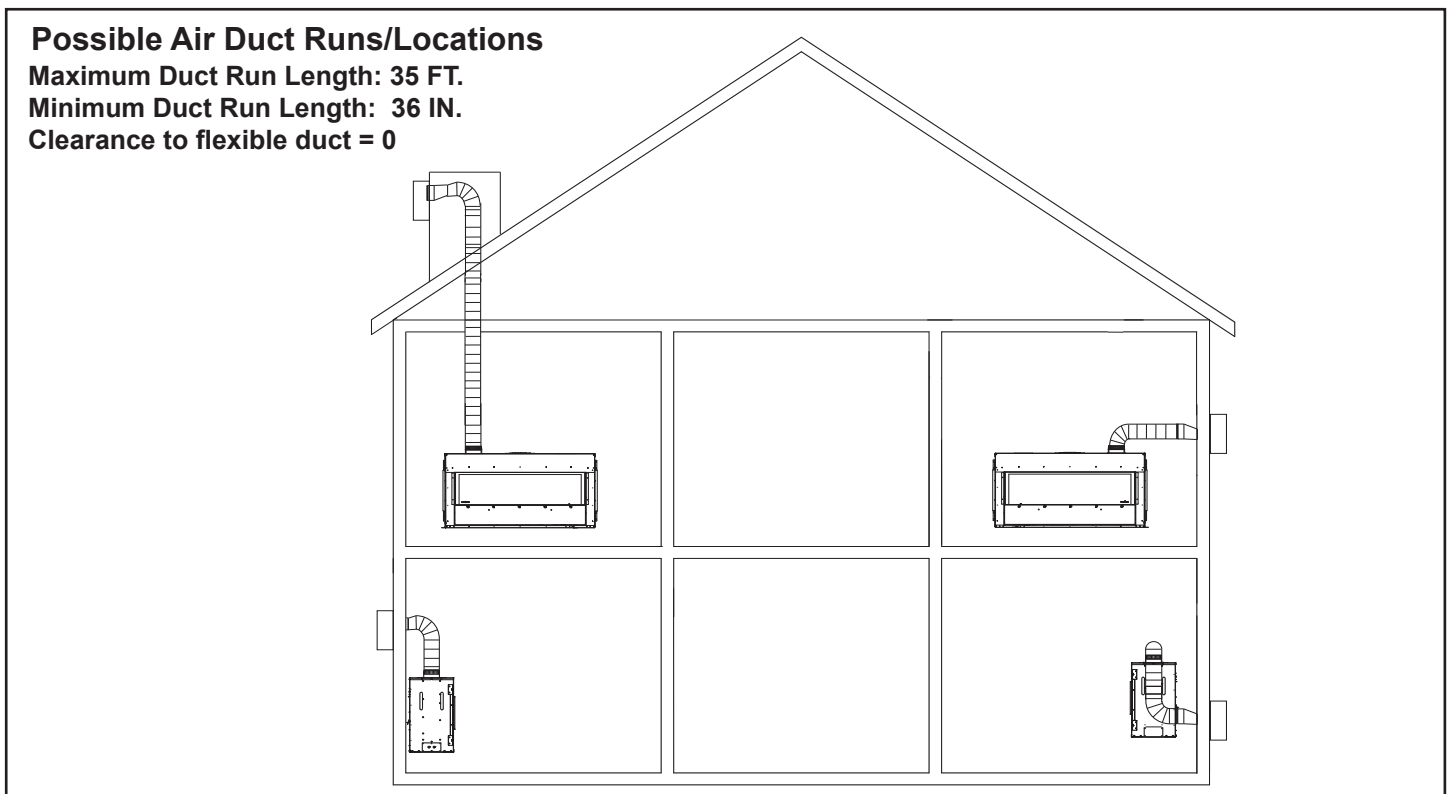 Possible Air Duct Runs/Locations
Maximum Duct Run Length: 35 FT.
Minimum Duct Run Length:  36 IN.
Clearance to flexible duct = 0